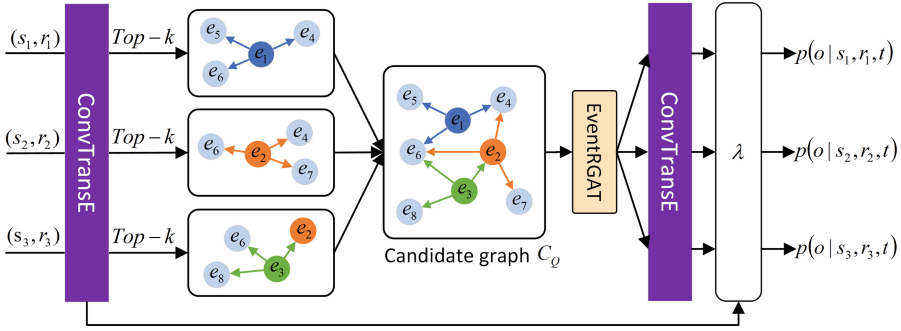 (s₁,r₁)
Top − k
(s₂,r₂)
Top − k
(s₃,r₃)
Top − k
ConvTransE
e₅
e₄
e₁
e₆
e₆
e₂
e₄
e₇
e₆
e₂
e₃
e₈
e₅
e₄
e₁
e₆
e₂
e₃
e₈
e₇
Candidate graph C_Q
EventRGAT
ConvTransE
λ
p(o | s₁,r₁,t)
p(o | s₂,r₂,t)
p(o | s₃,r₃,t)